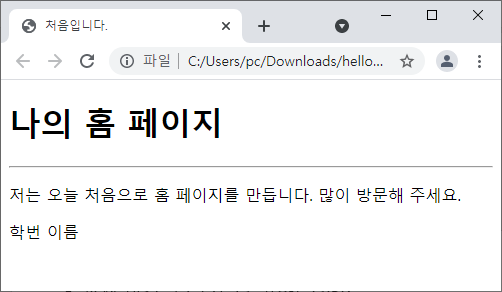 처음입니다.
파일 | C:/Users/pc/Downloads/hello...
나의 홈 페이지
저는 오늘 처음으로 홈 페이지를 만듭니다. 많이 방문해 주세요.
학번 이름